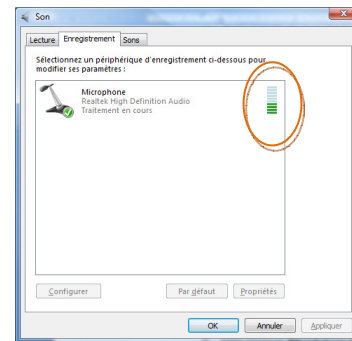 Son
Lecture Enregistrement Sons
Sélectionnez un périphérique d'enregistrement ci-dessous pour
modifier ses paramètres :
Microphone
Realtek High Definition Audio
Traitement en cours
Configurer Par défaut Propriétés
OK Annuler Appliquer